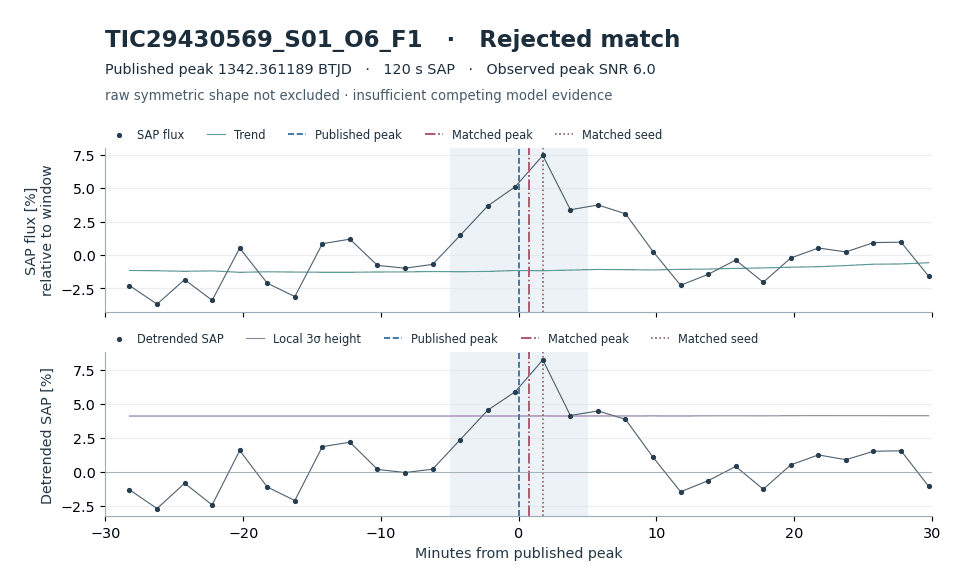 TIC29430569_S01_O6_F1 · Rejected match
Published peak 1342.361189 BTJD · 120 s SAP · Observed peak SNR 6.0
raw symmetric shape not excluded · insufficient competing model evidence
SAP flux Trend Published peak Matched peak Matched seed
SAP flux [%]
relative to window
7.5
5.0
2.5
0.0
−2.5
Detrended SAP Local 3σ height Published peak Matched peak Matched seed
Detrended SAP [%]
7.5
5.0
2.5
0.0
−2.5
−30 −20 −10 0 10 20 30
Minutes from published peak